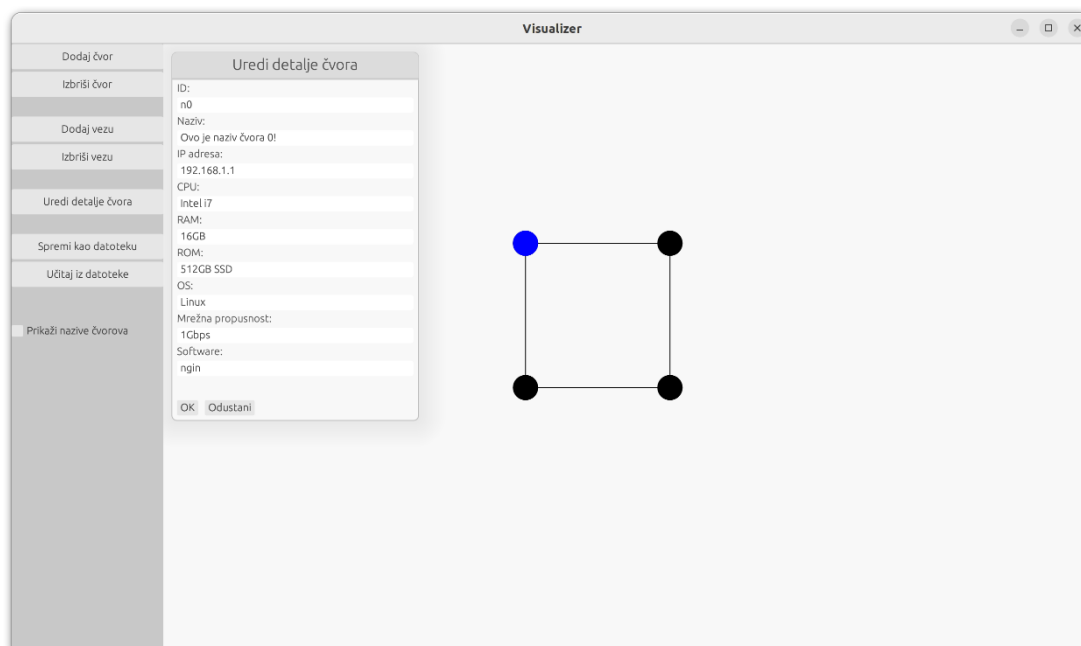 Visualizer
Dodaj čvor
Izbriši čvor
Dodaj vezu
Izbriši vezu
Uredi detalje čvora
Spremi kao datoteku
Učitaj iz datoteke
Prikaži nazive čvorova
Uredi detalje čvora
ID:
n0
Naziv:
Ovo je naziv čvora 0!
IP adresa:
192.168.1.1
CPU:
Intel i7
RAM:
16GB
ROM:
512GB SSD
OS:
Linux
Mrežna propusnost:
1Gbps
Software:
ngin
OK Odustani